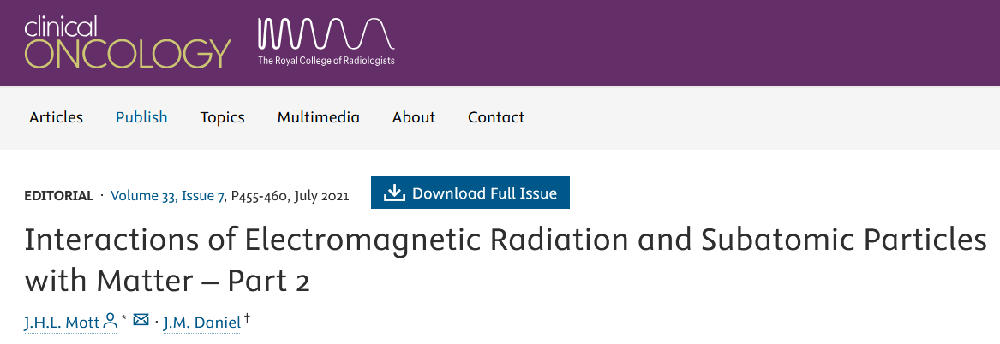 clinical
ONCOLOGY
The Royal College of Radiologists
Articles Publish Topics Multimedia About Contact
EDITORIAL · Volume 33, Issue 7, P455-460, July 2021 Download Full Issue
Interactions of Electromagnetic Radiation and Subatomic Particles
with Matter – Part 2
J.H.L. Mott * · J.M. Daniel †